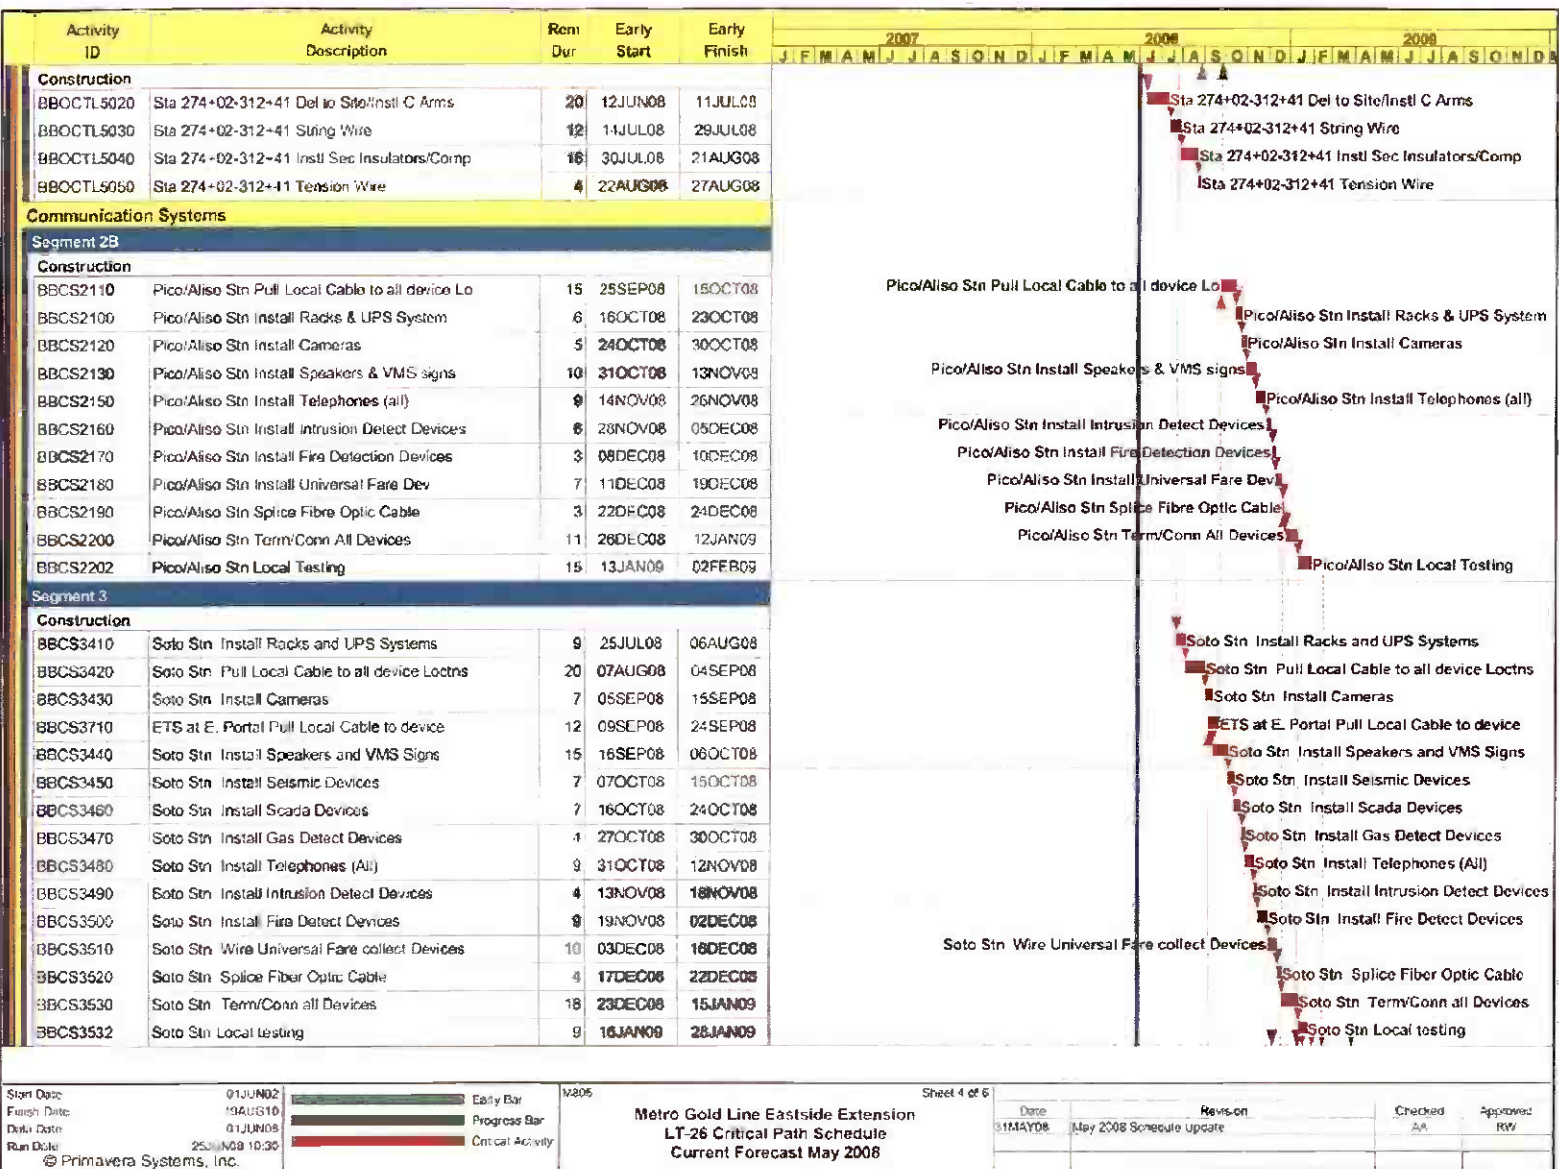 Activity ID Activity Description Rem Dur Early Start Early Finish 2007 2008 2009
J F M A M J J A S O N D J F M A M J J A S O N D J F M A M J J A S O N D
Construction
BBOCTL5020 Sta 274+02-312+41 Del to Site/Instl C Arms 20 12JUN08 11JUL08 Sta 274+02-312+41 Del to Site/Instl C Arms
BBOCTL5030 Sta 274+02-312+41 String Wire 12 14JUL08 29JUL08 Sta 274+02-312+41 String Wire
BBOCTL5040 Sta 274+02-312+41 Instl Sec Insulators/Comp 16 30JUL08 21AUG08 Sta 274+02-312+41 Instl Sec Insulators/Comp
BBOCTL5050 Sta 274+02-312+41 Tension Wire 4 22AUG08 27AUG08 Sta 274+02-312+41 Tension Wire
Communication Systems
Segment 2B
Construction
BBCS2110 Pico/Aliso Stn Pull Local Cable to all device Lo 15 25SEP08 15OCT08 Pico/Aliso Stn Pull Local Cable to all device Lo
BBCS2100 Pico/Aliso Stn Install Racks & UPS System 6 16OCT08 23OCT08 Pico/Aliso Stn Install Racks & UPS System
BBCS2120 Pico/Aliso Stn Install Cameras 5 24OCT08 30OCT08 Pico/Aliso Stn Install Cameras
BBCS2130 Pico/Aliso Stn Install Speakers & VMS signs 10 31OCT08 13NOV08 Pico/Aliso Stn Install Speakers & VMS signs
BBCS2150 Pico/Aliso Stn Install Telephones (all) 9 14NOV08 26NOV08 Pico/Aliso Stn Install Telephones (all)
BBCS2160 Pico/Aliso Stn Install Intrusion Detect Devices 6 28NOV08 05DEC08 Pico/Aliso Stn Install Intrusion Detect Devices
BBCS2170 Pico/Aliso Stn Install Fire Detection Devices 3 08DEC08 10DEC08 Pico/Aliso Stn Install Fire Detection Devices
BBCS2180 Pico/Aliso Stn Install Universal Fare Dev 7 11DEC08 19DEC08 Pico/Aliso Stn Install Universal Fare Dev
BBCS2190 Pico/Aliso Stn Splice Fibre Optic Cable 3 22DEC08 24DEC08 Pico/Aliso Stn Splice Fibre Optic Cable
BBCS2200 Pico/Aliso Stn Term/Conn All Devices 11 26DEC08 12JAN09 Pico/Aliso Stn Term/Conn All Devices
BBCS2202 Pico/Aliso Stn Local Testing 15 13JAN09 02FEB09 Pico/Aliso Stn Local Testing
Segment 3
Construction
BBCS3410 Soto Stn Install Racks and UPS Systems 9 25JUL08 06AUG08 Soto Stn Install Racks and UPS Systems
BBCS3420 Soto Stn Pull Local Cable to all device Loctns 20 07AUG08 04SEP08 Soto Stn Pull Local Cable to all device Loctns
BBCS3430 Soto Stn Install Cameras 7 05SEP08 15SEP08 Soto Stn Install Cameras
BBCS3710 ETS at E. Portal Pull Local Cable to device 12 09SEP08 24SEP08 ETS at E. Portal Pull Local Cable to device
BBCS3440 Soto Stn Install Speakers and VMS Signs 15 16SEP08 06OCT08 Soto Stn Install Speakers and VMS Signs
BBCS3450 Soto Stn Install Seismic Devices 7 07OCT08 15OCT08 Soto Stn Install Seismic Devices
BBCS3460 Soto Stn Install Scada Devices 7 16OCT08 24OCT08 Soto Stn Install Scada Devices
BBCS3470 Soto Stn Install Gas Detect Devices 4 27OCT08 30OCT08 Soto Stn Install Gas Detect Devices
BBCS3480 Soto Stn Install Telephones (All) 9 31OCT08 12NOV08 Soto Stn Install Telephones (All)
BBCS3490 Soto Stn Install Intrusion Detect Devices 4 13NOV08 18NOV08 Soto Stn Install Intrusion Detect Devices
BBCS3500 Soto Stn Install Fire Detect Devices 9 19NOV08 02DEC08 Soto Stn Install Fire Detect Devices
BBCS3510 Soto Stn Wire Universal Fare collect Devices 10 03DEC08 16DEC08 Soto Stn Wire Universal Fare collect Devices
BBCS3520 Soto Stn Splice Fiber Optic Cable 4 17DEC08 22DEC08 Soto Stn Splice Fiber Optic Cable
BBCS3530 Soto Stn Term/Conn all Devices 16 23DEC08 15JAN09 Soto Stn Term/Conn all Devices
BBCS3532 Soto Stn Local testing 9 16JAN09 28JAN09 Soto Stn Local testing
Start Date 01JUN02
Finish Date 19AUG10
Data Date 01JUN08
Run Date 25JUN08 10:30
© Primavera Systems, Inc.
Early Bar
Progress Bar
Critical Activity
M805
Sheet 4 of 6
Metro Gold Line Eastside Extension
LT-26 Critical Path Schedule
Current Forecast May 2008
Date Revision Checked Approved
31MAY08 May 2008 Schedule Update AA RW